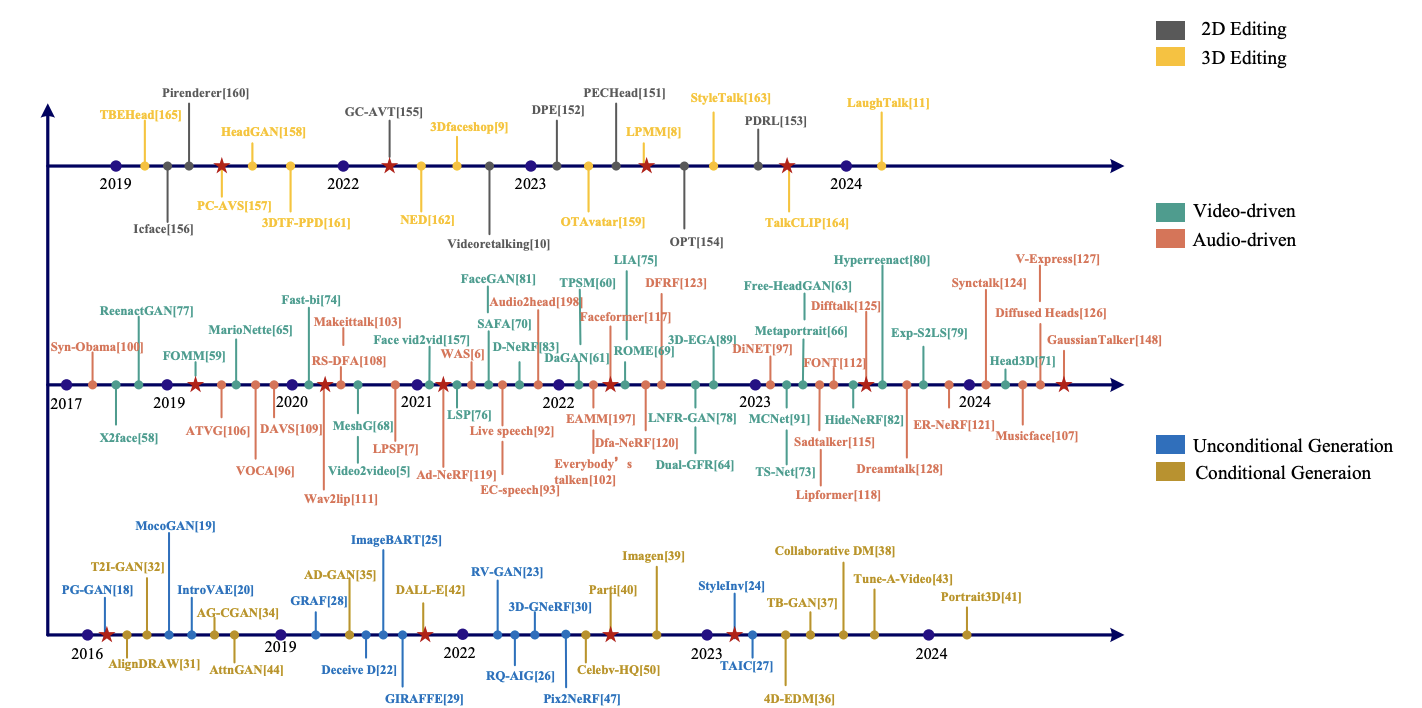 2D Editing
3D Editing
Pirenderer[160]
PECHead[151]
StyleTalk[163]
LaughTalk[11]
TBEHead[165]
GC-AVT[155]
DPE[152]
HeadGAN[158]
3Dfaceshop[9]
LPMM[8]
PDRL[153]
2019
2022
2023
2024
PC-AVS[157]
3DTF-PPD[161]
NED[162]
OTAvatar[159]
TalkCLIP[164]
Icface[156]
Videoretalking[10]
OPT[154]
Video-driven
Audio-driven
LIA[75]
Hyperreenact[80]
V-Express[127]
FaceGAN[81]
TPSM[60]
DFRF[123]
Free-HeadGAN[63]
Synctalk[124]
Fast-bi[74]
Audio2head[198]
Difftalk[125]
ReenactGAN[77]
Makeittalk[103]
SAFA[70]
Faceformer[117]
Diffused Heads[126]
MarioNette[65]
Face vid2vid[157]
Metaportrait[66]
Exp-S2LS[79]
GaussianTalker[148]
Syn-Obama[100]
FOMM[59]
RS-DFA[108]
WAS[6]
D-NeRF[83]
DaGAN[61]
ROME[69]
3D-EGA[89]
DiNET[97]
FONT[112]
Head3D[71]
2017
2019
2020
2021
2022
2023
2024
X2face[58]
ATVG[106]
DAVS[109]
MeshG[68]
LSP[76]
EAMM[197]
LNFR-GAN[78]
MCNet[91]
HideNeRF[82]
ER-NeRF[121]
Musicface[107]
LPSP[7]
Live speech[92]
Dfa-NeRF[120]
Sadtalker[115]
VOCA[96]
Video2video[5]
Ad-NeRF[119]
Everybody’s
talken[102]
Dual-GFR[64]
TS-Net[73]
Dreamtalk[128]
Wav2lip[111]
EC-speech[93]
Lipformer[118]
Unconditional Generation
Conditional Generaion
MocoGAN[19]
ImageBART[25]
Imagen[39]
Collaborative DM[38]
T2I-GAN[32]
AD-GAN[35]
RV-GAN[23]
Tune-A-Video[43]
PG-GAN[18]
IntroVAE[20]
DALL-E[42]
Parti[40]
StyleInv[24]
GRAF[28]
3D-GNeRF[30]
TB-GAN[37]
Portrait3D[41]
AG-CGAN[34]
2016
2019
2022
2023
2024
AlignDRAW[31]
AttnGAN[44]
Deceive D[22]
RQ-AIG[26]
Celebv-HQ[50]
TAIC[27]
GIRAFFE[29]
Pix2NeRF[47]
4D-EDM[36]